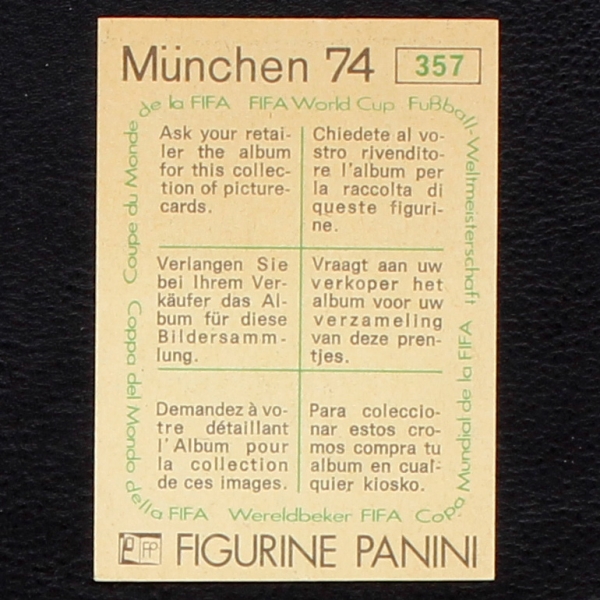 München 74 357
de la FIFA FIFA World Cup Fußball-Weltmeisterschaft
Ask your retai-
ler the album
for this collec-
tion of picture-
cards.
Chiedete al vo-
stro rivendito-
re l'album per
la raccolta di
queste figuri-
ne.
Verlangen Sie
bei Ihrem Ver-
käufer das Al-
bum für diese
Bildersamm-
lung.
Vraagt aan uw
verkoper het
album voor uw
verzameling
van deze pren-
tjes.
Demandez à vo-
tre détaillant
l'Album pour
la collection
de ces images.
Para coleccio-
nar estos cro-
mos compra tu
album en cual-
quier kiosko.
Coupe du Monde
Coppa del Mondo
della FIFA Wereldbeker FIFA Copa Mundial de la FIFA
FP FIGURINE PANINI